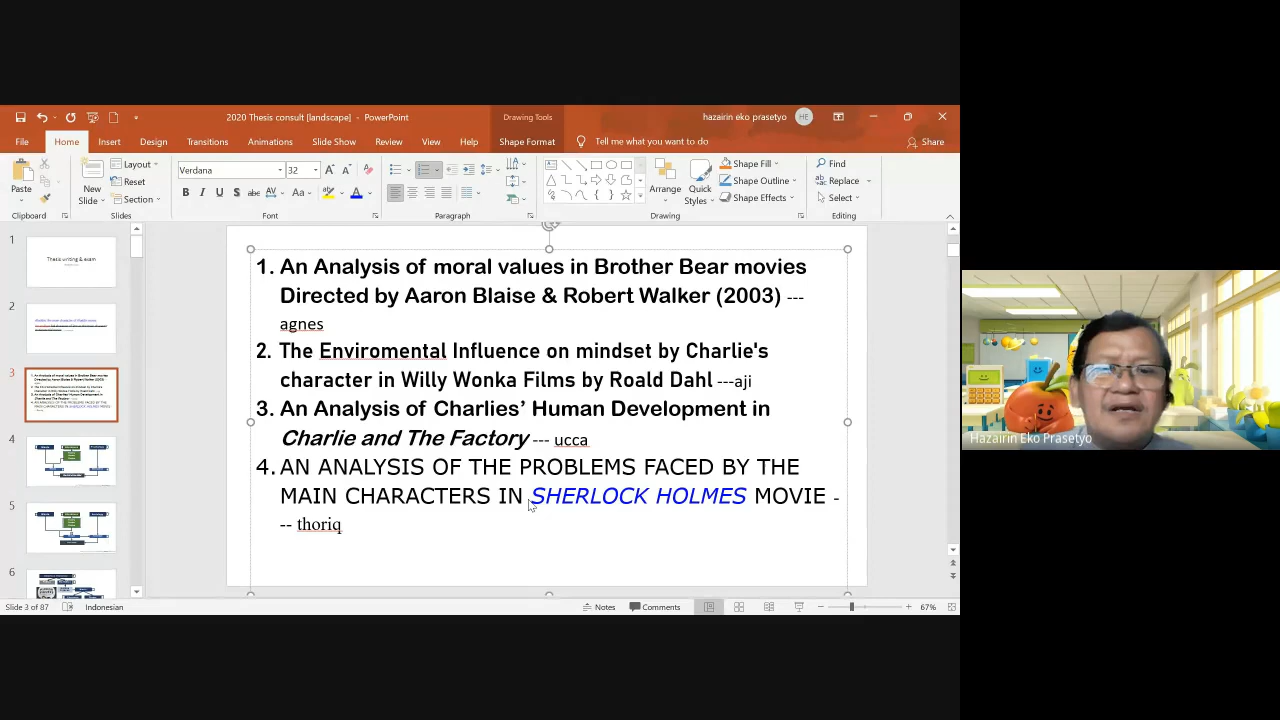 2020 Thesis consult [landscape] - PowerPoint
Drawing Tools
hazairin eko prasetyo
HE
File Home Insert Design Transitions Animations Slide Show Review View Help Shape Format Tell me what you want to do Share
Paste
Clipboard
New Slide
Layout
Reset
Section
Slides
Verdana
32
Font
Paragraph
Arrange
Quick Styles
Shape Fill
Shape Outline
Shape Effects
Drawing
Find
Replace
Select
Editing
1
Thesis writing & exam
2
3
4
5
6
1. An Analysis of moral values in Brother Bear movies
Directed by Aaron Blaise & Robert Walker (2003) ---
agnes
2. The Enviromental Influence on mindset by Charlie's
character in Willy Wonka Films by Roald Dahl ---aji
3. An Analysis of Charlies’ Human Development in
Charlie and The Factory --- ucca
4. AN ANALYSIS OF THE PROBLEMS FACED BY THE
MAIN CHARACTERS IN SHERLOCK HOLMES MOVIE -
-- thoriq
Hazairin Eko Prasetyo
Slide 3 of 87
Indonesian
Notes
Comments
67%